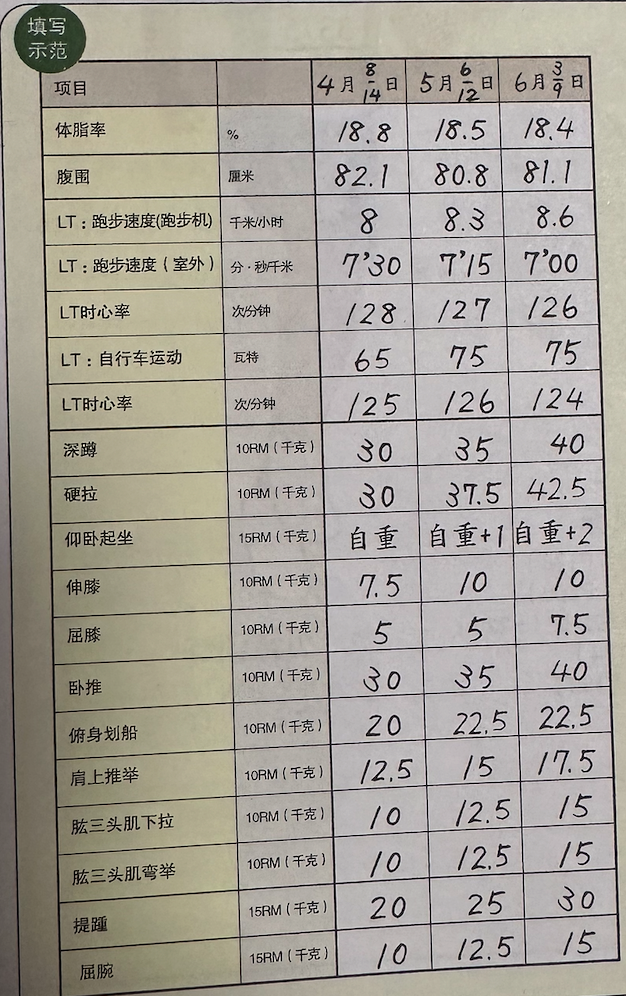 填写
示范
项目 4月8/14日 5月6/12日 6月3/9日
体脂率 % 18.8 18.5 18.4
腹围 厘米 82.1 80.8 81.1
LT：跑步速度(跑步机) 千米/小时 8 8.3 8.6
LT：跑步速度（室外） 分·秒/千米 7'30 7'15 7'00
LT时心率 次/分钟 128 127 126
LT：自行车运动 瓦特 65 75 75
LT时心率 次/分钟 125 126 124
深蹲 10RM（千克） 30 35 40
硬拉 10RM（千克） 30 37.5 42.5
仰卧起坐 15RM（千克） 自重 自重+1 自重+2
伸膝 10RM（千克） 7.5 10 10
屈膝 10RM（千克） 5 5 7.5
卧推 10RM（千克） 30 35 40
俯身划船 10RM（千克） 20 22.5 22.5
肩上推举 10RM（千克） 12.5 15 17.5
肱三头肌下拉 10RM（千克） 10 12.5 15
肱三头肌弯举 10RM（千克） 10 12.5 15
提踵 15RM（千克） 20 25 30
屈腕 15RM（千克） 10 12.5 15